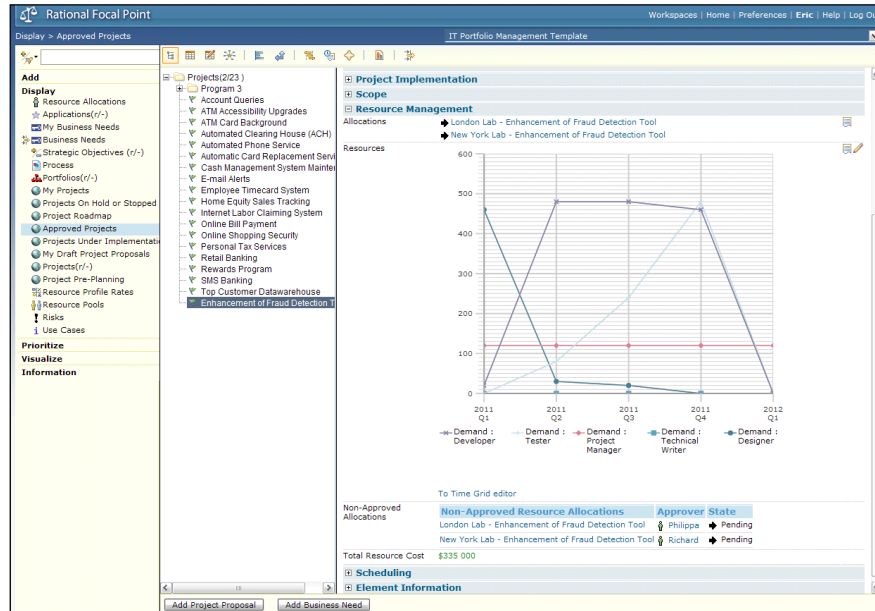 Rational Focal Point
Workspaces | Home | Preferences | Eric | Help | Log Ou
Display > Approved Projects
IT Portfolio Management Template
Add
Display
Resource Allocations
Applications(r/-)
My Business Needs
Business Needs
Strategic Objectives (r/-)
Process
Portfolios(r/-)
My Projects
Projects On Hold or Stopped
Project Roadmap
Approved Projects
Projects Under Implementati
My Draft Project Proposals
Projects(r/-)
Project Pre-Planning
Resource Profile Rates
Resource Pools
Risks
Use Cases
Prioritize
Visualize
Information
Projects(2/23 )
Program 3
Account Queries
ATM Accessibility Upgrades
ATM Card Background
Automated Clearing House (ACH)
Automated Phone Service
Automatic Card Replacement Servi
Cash Management System Mainter
E-mail Alerts
Employee Timecard System
Home Equity Sales Tracking
Internet Labor Claiming System
Online Bill Payment
Online Shopping Security
Personal Tax Services
Retail Banking
Rewards Program
SMS Banking
Top Customer Datawarehouse
Enhancement of Fraud Detection T
Project Implementation
Scope
Resource Management
Allocations
London Lab - Enhancement of Fraud Detection Tool
New York Lab - Enhancement of Fraud Detection Tool
Resources
600
500
400
300
200
100
0
2011 2011 2011 2011 2012
Q1 Q2 Q3 Q4 Q1
Demand : Demand : Demand : Demand : Demand :
Developer Tester Project Technical Designer
Manager Writer
To Time Grid editor
Non-Approved
Allocations
Non-Approved Resource Allocations Approver State
London Lab - Enhancement of Fraud Detection Tool Philippa Pending
New York Lab - Enhancement of Fraud Detection Tool Richard Pending
Total Resource Cost $335 000
Scheduling
Element Information
Add Project Proposal Add Business Need